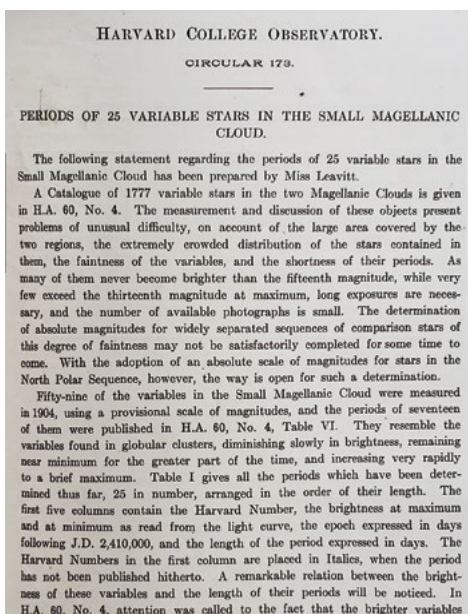 HARVARD COLLEGE OBSERVATORY.
CIRCULAR 173.
PERIODS OF 25 VARIABLE STARS IN THE SMALL MAGELLANIC
CLOUD.
The following statement regarding the periods of 25 variable stars in the
Small Magellanic Cloud has been prepared by Miss Leavitt.
A Catalogue of 1777 variable stars in the two Magellanic Clouds is given
in H.A. 60, No. 4. The measurement and discussion of these objects present
problems of unusual difficulty, on account of the large area covered by the
two regions, the extremely crowded distribution of the stars contained in
them, the faintness of the variables, and the shortness of their periods. As
many of them never become brighter than the fifteenth magnitude, while very
few exceed the thirteenth magnitude at maximum, long exposures are neces-
sary, and the number of available photographs is small. The determination
of absolute magnitudes for widely separated sequences of comparison stars of
this degree of faintness may not be satisfactorily completed for some time to
come. With the adoption of an absolute scale of magnitudes for stars in the
North Polar Sequence, however, the way is open for such a determination.
Fifty-nine of the variables in the Small Magellanic Cloud were measured
in 1904, using a provisional scale of magnitudes, and the periods of seventeen
of them were published in H.A. 60, No. 4, Table VI. They resemble the
variables found in globular clusters, diminishing slowly in brightness, remaining
near minimum for the greater part of the time, and increasing very rapidly
to a brief maximum. Table I gives all the periods which have been deter-
mined thus far, 25 in number, arranged in the order of their length. The
first five columns contain the Harvard Number, the brightness at maximum
and at minimum as read from the light curve, the epoch expressed in days
following J.D. 2,410,000, and the length of the period expressed in days. The
Harvard Numbers in the first column are placed in Italics, when the period
has not been published hitherto. A remarkable relation between the bright-
ness of these variables and the length of their periods will be noticed. In
H.A. 60, No. 4, attention was called to the fact that the brighter variables